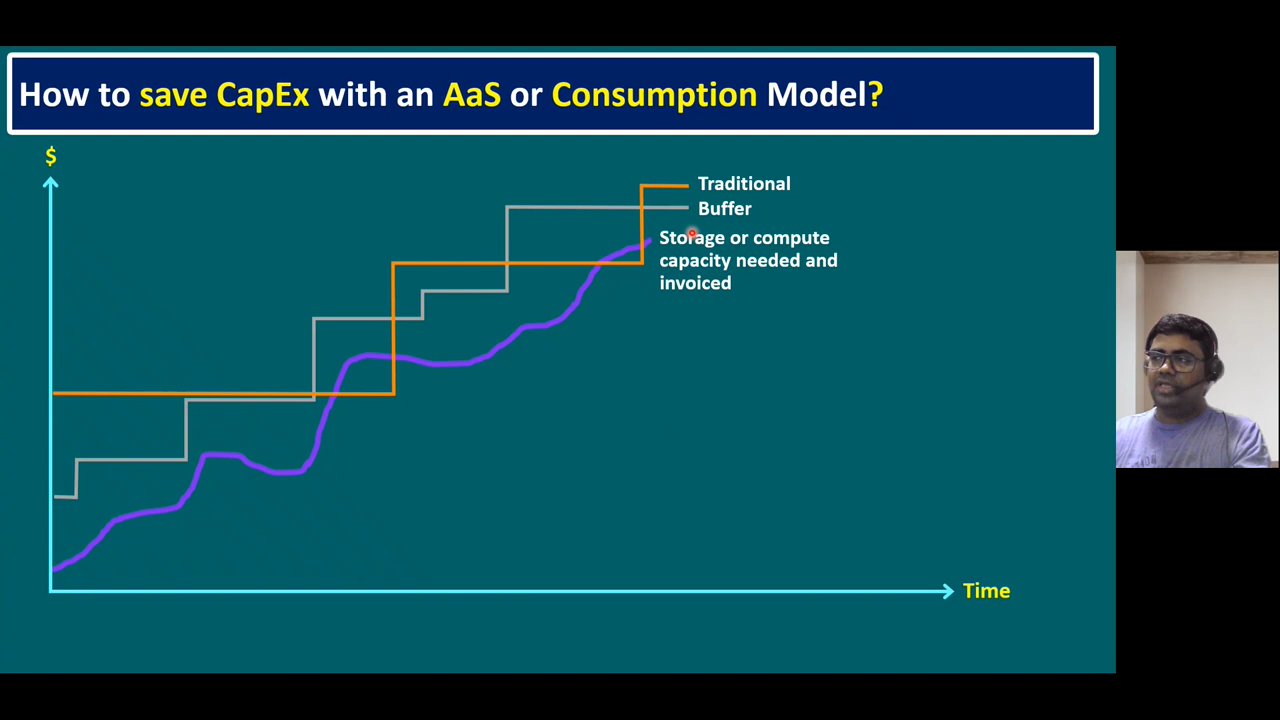 How to save CapEx with an AaS or Consumption Model?
$
Traditional
Buffer
Storage or compute
capacity needed and
invoiced
Time